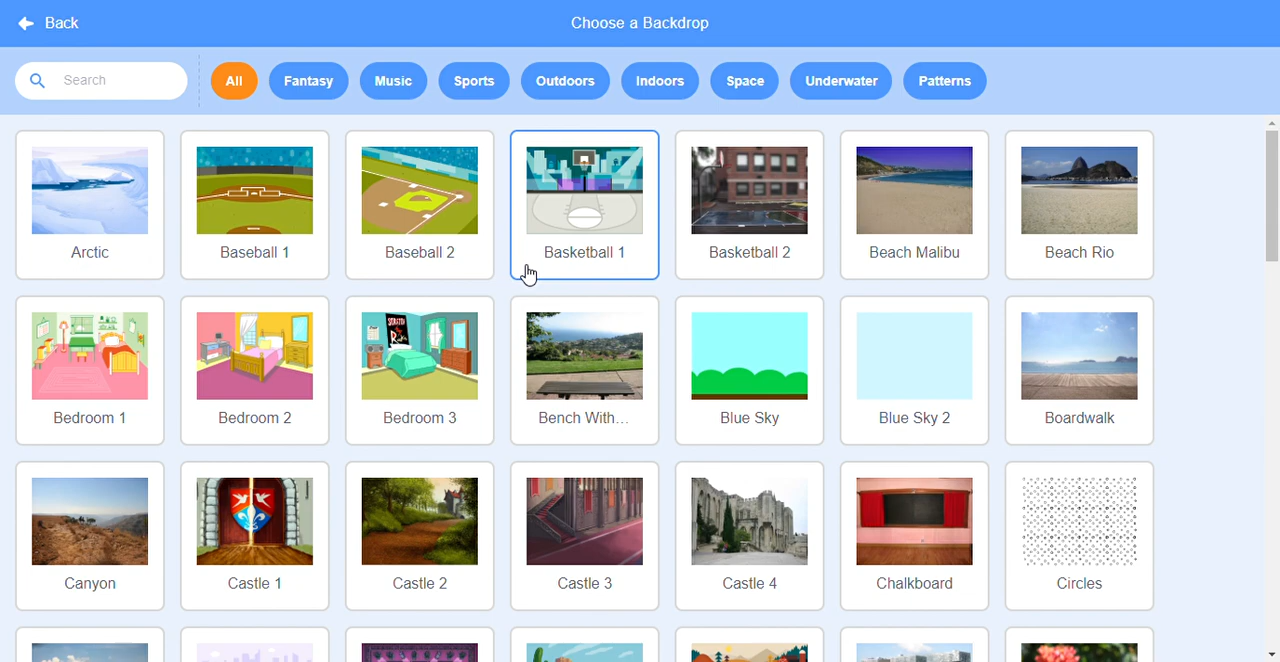 Back
Choose a Backdrop
Search
All
Fantasy
Music
Sports
Outdoors
Indoors
Space
Underwater
Patterns
Arctic
Baseball 1
Baseball 2
Basketball 1
Basketball 2
Beach Malibu
Beach Rio
Bedroom 1
Bedroom 2
Bedroom 3
Bench With...
Blue Sky
Blue Sky 2
Boardwalk
Canyon
Castle 1
Castle 2
Castle 3
Castle 4
Chalkboard
Circles